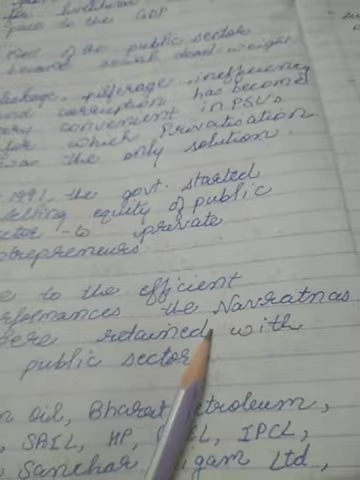 for
pace to the GDP
of the public sector
became social dead weight
leakage, pilferage, inefficiency
and corruption has become
very convenient in PSUs
for which Privatisation
was the only solution.
1991, the govt. started
selling equity of public
sector to private
entrepreneurs.
to the efficient
performances the Navratnas
were retained with
public sector
oil, Bharat Petroleum,
SAIL, HP, IPCL,
Sanchar Nigam Ltd,